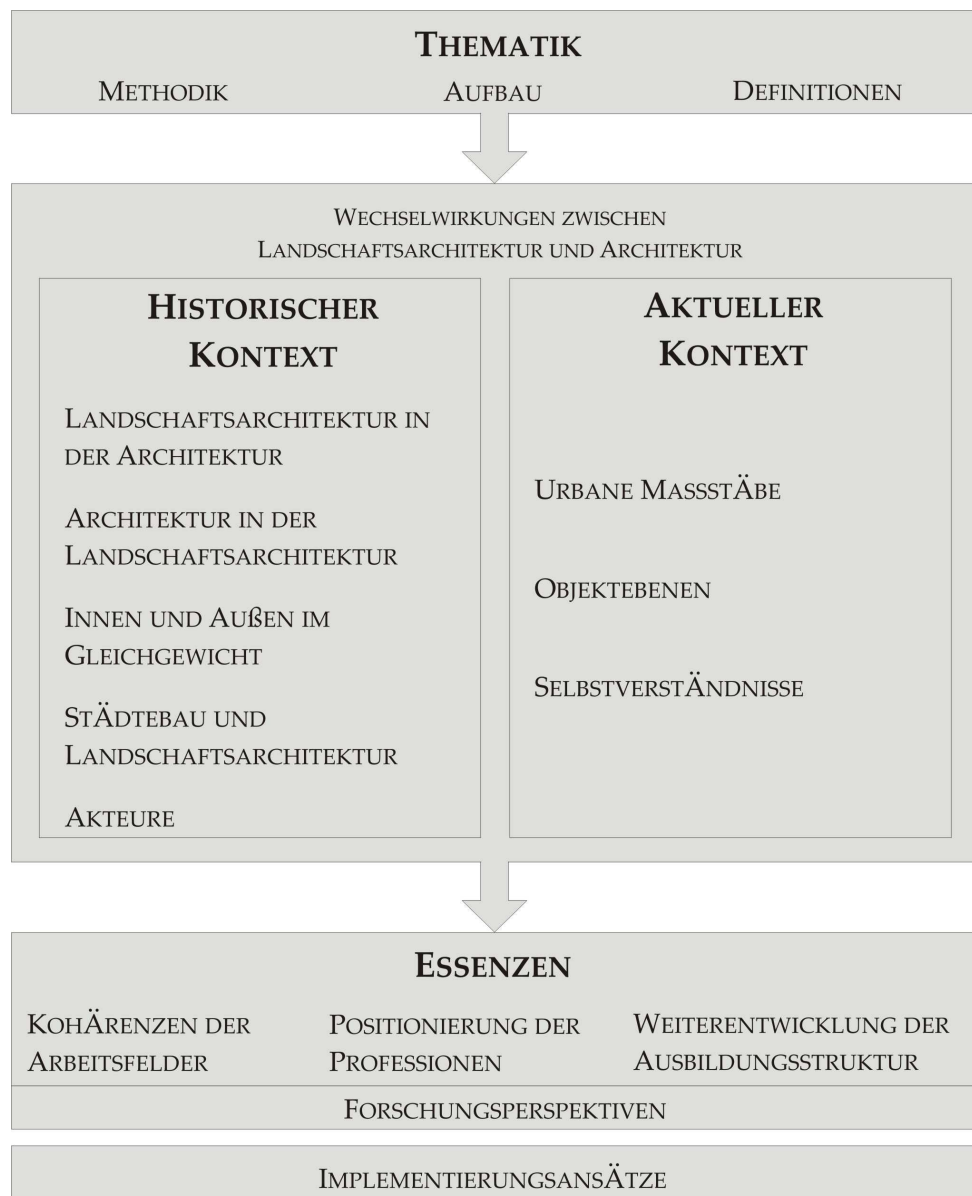 THEMATIK
METHODIK AUFBAU DEFINITIONEN
WECHSELWIRKUNGEN ZWISCHEN
LANDSCHAFTSARCHITEKTUR UND ARCHITEKTUR
HISTORISCHER
KONTEXT
LANDSCHAFTSARCHITEKTUR IN
DER ARCHITEKTUR
ARCHITEKTUR IN DER
LANDSCHAFTSARCHITEKTUR
INNEN UND AUßEN IM
GLEICHGEWICHT
STÄDTEBAU UND
LANDSCHAFTSARCHITEKTUR
AKTEURE
AKTUELLER
KONTEXT
URBANE MASSSTÄBE
OBJEKTEBENEN
SELBSTVERSTÄNDNISSE
ESSENZEN
KOHÄRENZEN DER
ARBEITSFELDER
POSITIONIERUNG DER
PROFESSIONEN
WEITERENTWICKLUNG DER
AUSBILDUNGSSTRUKTUR
FORSCHUNGSPERSPEKTIVEN
IMPLEMENTIERUNGSANSÄTZE